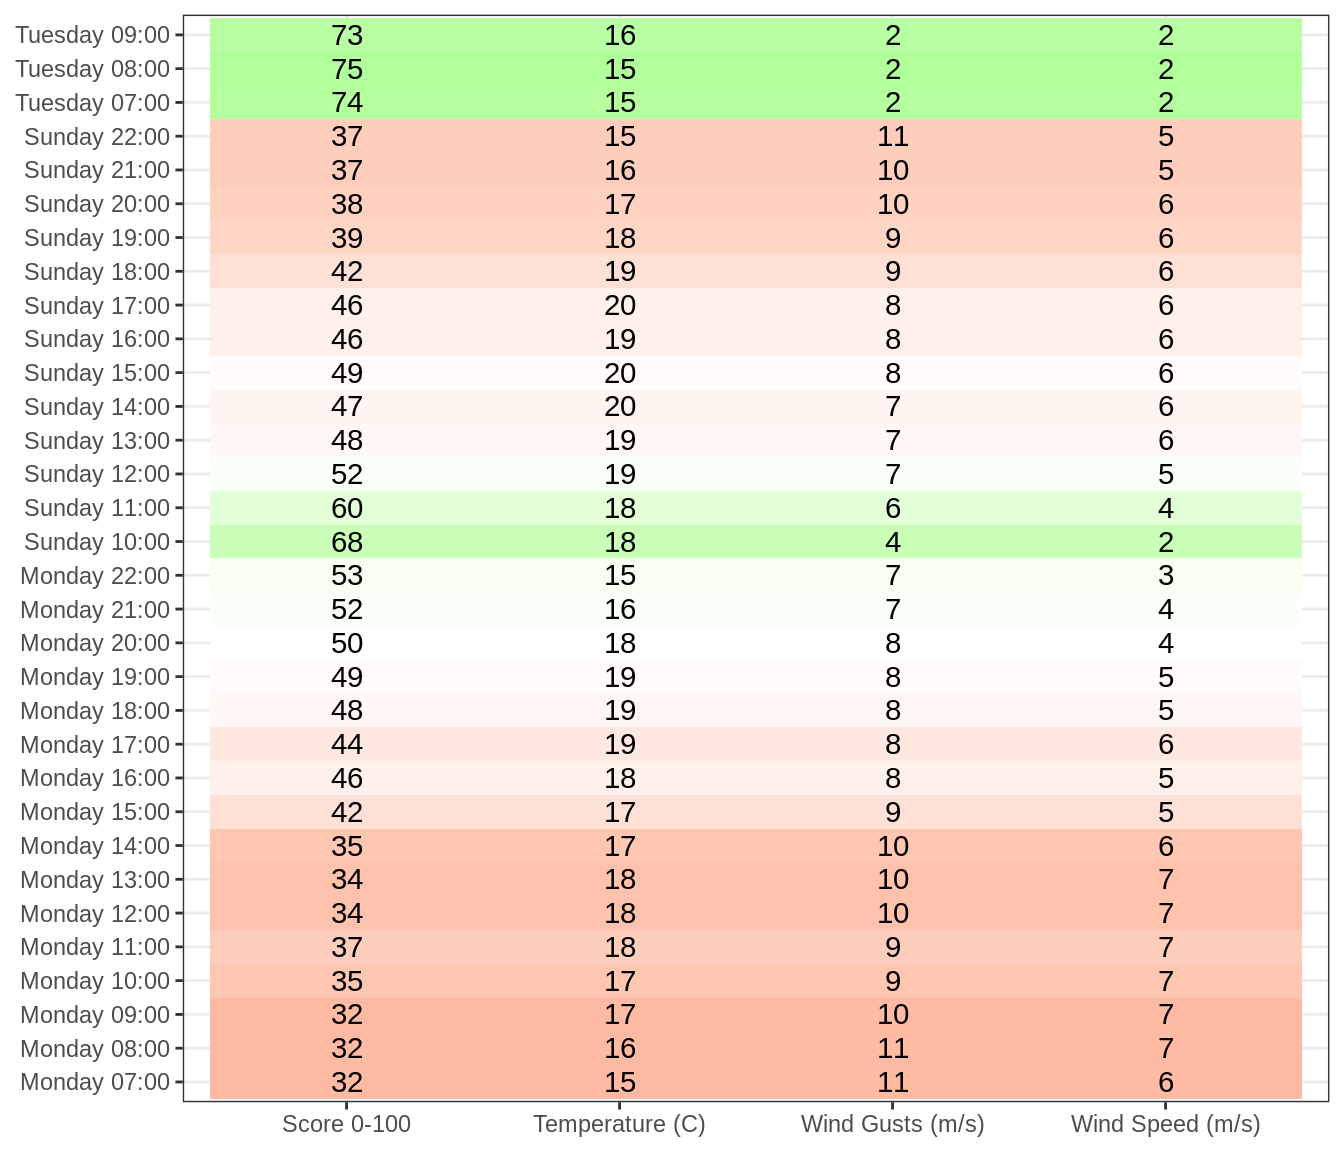 Tuesday 09:00 73 16 2 2
Tuesday 08:00 75 15 2 2
Tuesday 07:00 74 15 2 2
Sunday 22:00 37 15 11 5
Sunday 21:00 37 16 10 5
Sunday 20:00 38 17 10 6
Sunday 19:00 39 18 9 6
Sunday 18:00 42 19 9 6
Sunday 17:00 46 20 8 6
Sunday 16:00 46 19 8 6
Sunday 15:00 49 20 8 6
Sunday 14:00 47 20 7 6
Sunday 13:00 48 19 7 6
Sunday 12:00 52 19 7 5
Sunday 11:00 60 18 6 4
Sunday 10:00 68 18 4 2
Monday 22:00 53 15 7 3
Monday 21:00 52 16 7 4
Monday 20:00 50 18 8 4
Monday 19:00 49 19 8 5
Monday 18:00 48 19 8 5
Monday 17:00 44 19 8 6
Monday 16:00 46 18 8 5
Monday 15:00 42 17 9 5
Monday 14:00 35 17 10 6
Monday 13:00 34 18 10 7
Monday 12:00 34 18 10 7
Monday 11:00 37 18 9 7
Monday 10:00 35 17 9 7
Monday 09:00 32 17 10 7
Monday 08:00 32 16 11 7
Monday 07:00 32 15 11 6
Score 0-100 Temperature (C) Wind Gusts (m/s) Wind Speed (m/s)